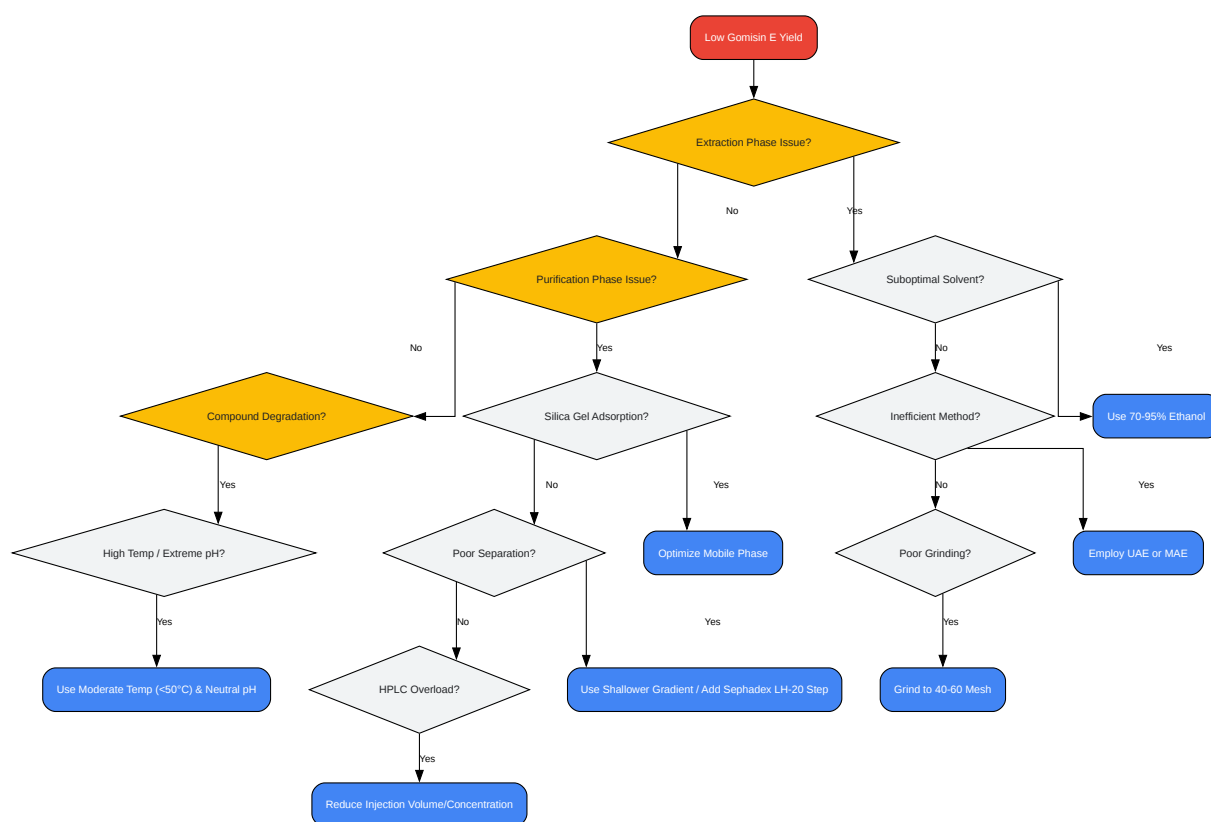 Low Gomisin E Yield
Extraction Phase Issue?
No
Yes
Purification Phase Issue?
Suboptimal Solvent?
No
Yes
No
Yes
Compound Degradation?
Silica Gel Adsorption?
Inefficient Method?
Use 70-95% Ethanol
Yes
No
Yes
No
Yes
High Temp / Extreme pH?
Poor Separation?
Optimize Mobile Phase
Poor Grinding?
Employ UAE or MAE
Yes
No
Yes
Yes
Use Moderate Temp (<50°C) & Neutral pH
HPLC Overload?
Use Shallower Gradient / Add Sephadex LH-20 Step
Grind to 40-60 Mesh
Yes
Reduce Injection Volume/Concentration